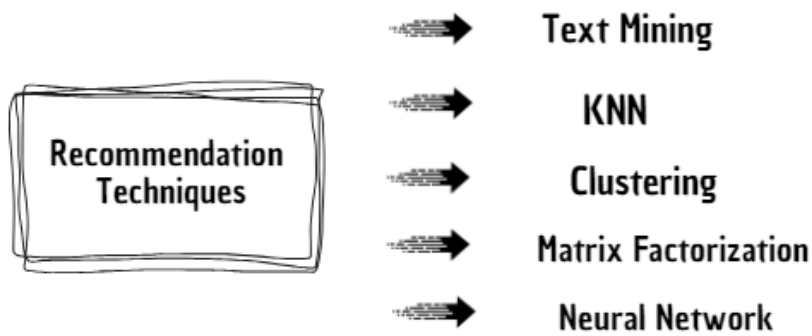 Recommendation
Techniques
Text Mining
KNN
Clustering
Matrix Factorization
Neural Network